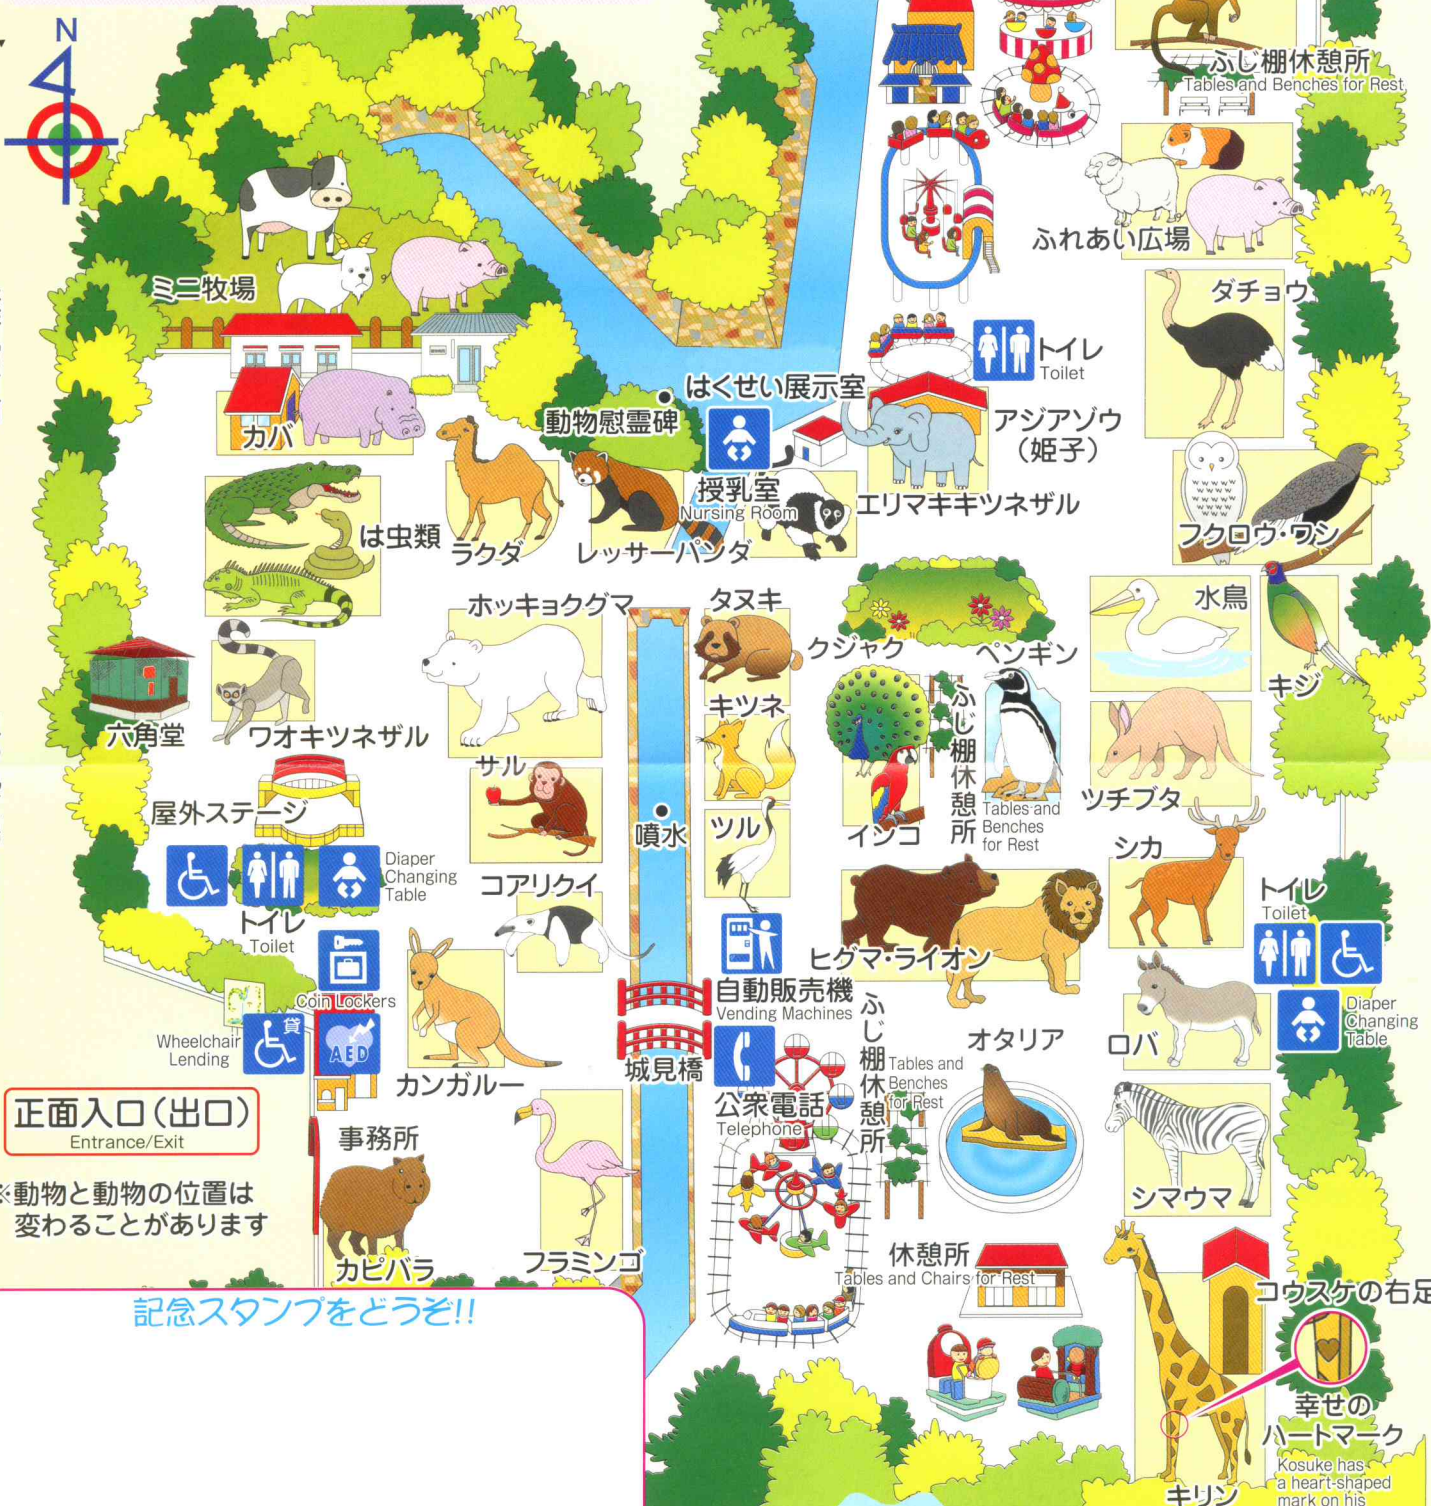 N
ふじ棚休憩所
Tables and Benches for Rest
ふれあい広場
ミニ牧場
ダチョウ
トイレ
Toilet
はくせい展示室
動物慰霊碑
カバ
アジアゾウ
(姫子)
授乳室
Nursing Room
エリマキキツネザル
フクロウ・ワシ
は虫類
ラクダ
レッサーパンダ
ホッキョクグマ
タヌキ
水鳥
クジャク
ペンギン
キジ
キツネ
ふじ棚休憩所
Tables and
Benches
for Rest
六角堂
ワオキツネザル
サル
ツチブタ
屋外ステージ
噴水
ツル
インコ
シカ
Diaper
Changing
Table
コアリクイ
トイレ
Toilet
トイレ
Toilet
ヒグマ・ライオン
Coin Lockers
自動販売機
Vending Machines
Diaper
Changing
Table
Wheelchair
Lending
貸
AED
カンガルー
城見橋
ふじ棚休憩所
Tables and
Benches
for Rest
オタリア
ロバ
公衆電話
Telephone
正面入口(出口)
Entrance/Exit
事務所
※動物と動物の位置は
変わることがあります
シマウマ
カピバラ
フラミンゴ
休憩所
Tables and Chairs for Rest
コウスケの右足
記念スタンプをどうぞ!!
幸せの
ハートマーク
Kosuke has
a heart-shaped
mark on his
キリン